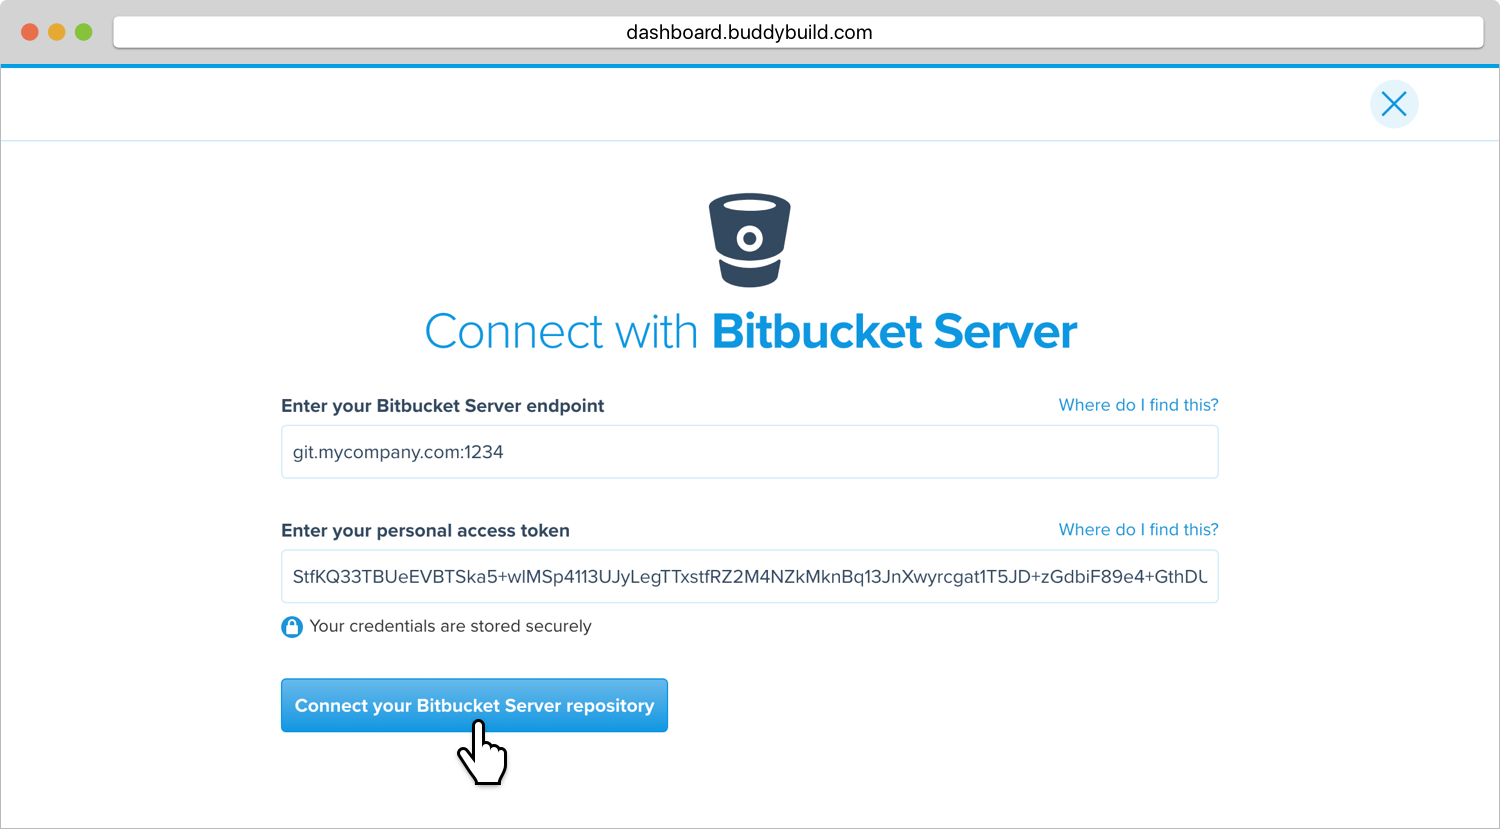 dashboard.buddybuild.com
Connect with Bitbucket Server
Enter your Bitbucket Server endpoint
Where do I find this?
git.mycompany.com:1234
Enter your personal access token
Where do I find this?
StfKQ33TBUeEVBTSka5+wlMSp4113UJyLegTTxstfRZ2M4NZkMknBq13JnXwyrcgat1T5JD+zGdbiF89e4+GthDU
Your credentials are stored securely
Connect your Bitbucket Server repository